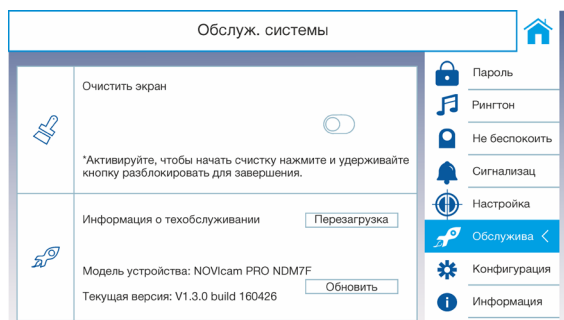 Обслуж. системы
Очистить экран
*Активируйте, чтобы начать счистку нажмите и удерживайте
кнопку разблокировать для завершения.
Информация о техобслуживании
Перезагрузка
Модель устройства: NOVIcam PRO NDM7F
Обновить
Текущая версия: V1.3.0 build 160426
Пароль
Рингтон
Не беспокоить
Сигнализац
Настройка
Обслужива <
Конфигурация
Информация